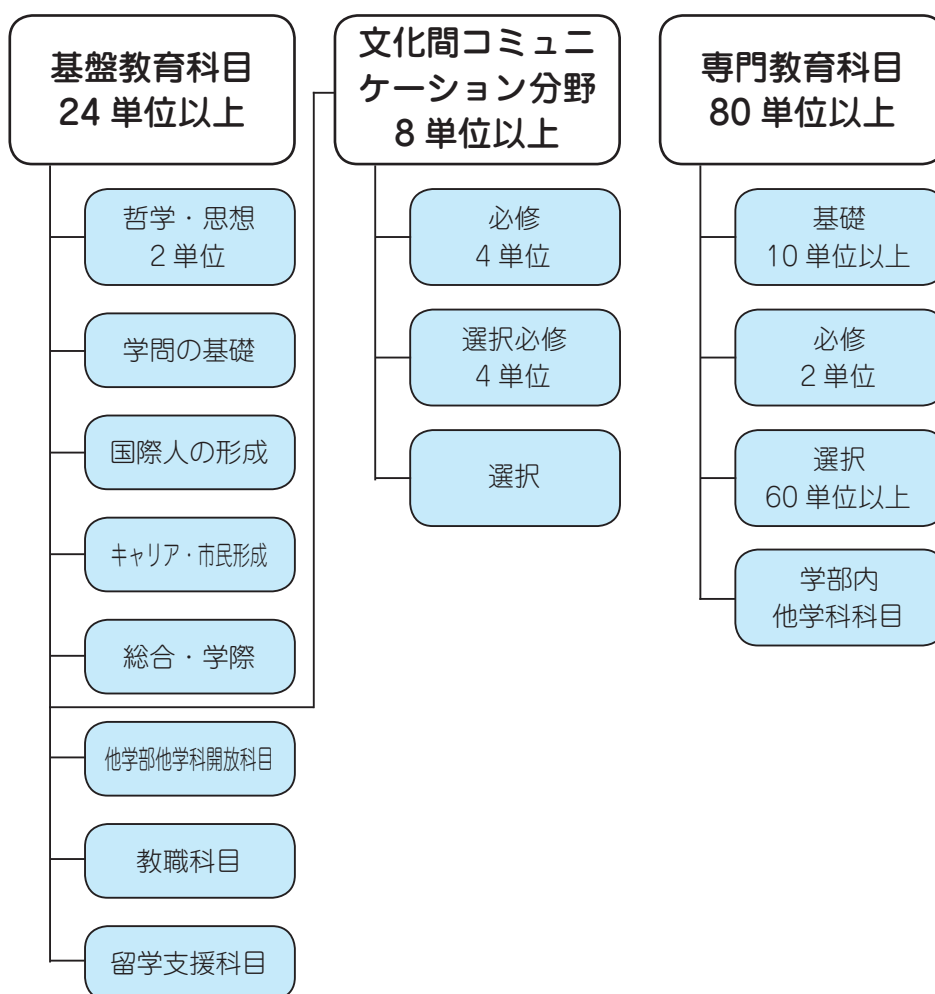 基盤教育科目
24 単位以上
哲学・思想
2 単位
学問の基礎
国際人の形成
キャリア・市民形成
総合・学際
他学部他学科開放科目
教職科目
留学支援科目
文化間コミュニ
ケーション分野
8 単位以上
必修
4 単位
選択必修
4 単位
選択
専門教育科目
80 単位以上
基礎
10 単位以上
必修
2 単位
選択
60 単位以上
学部内
他学科科目